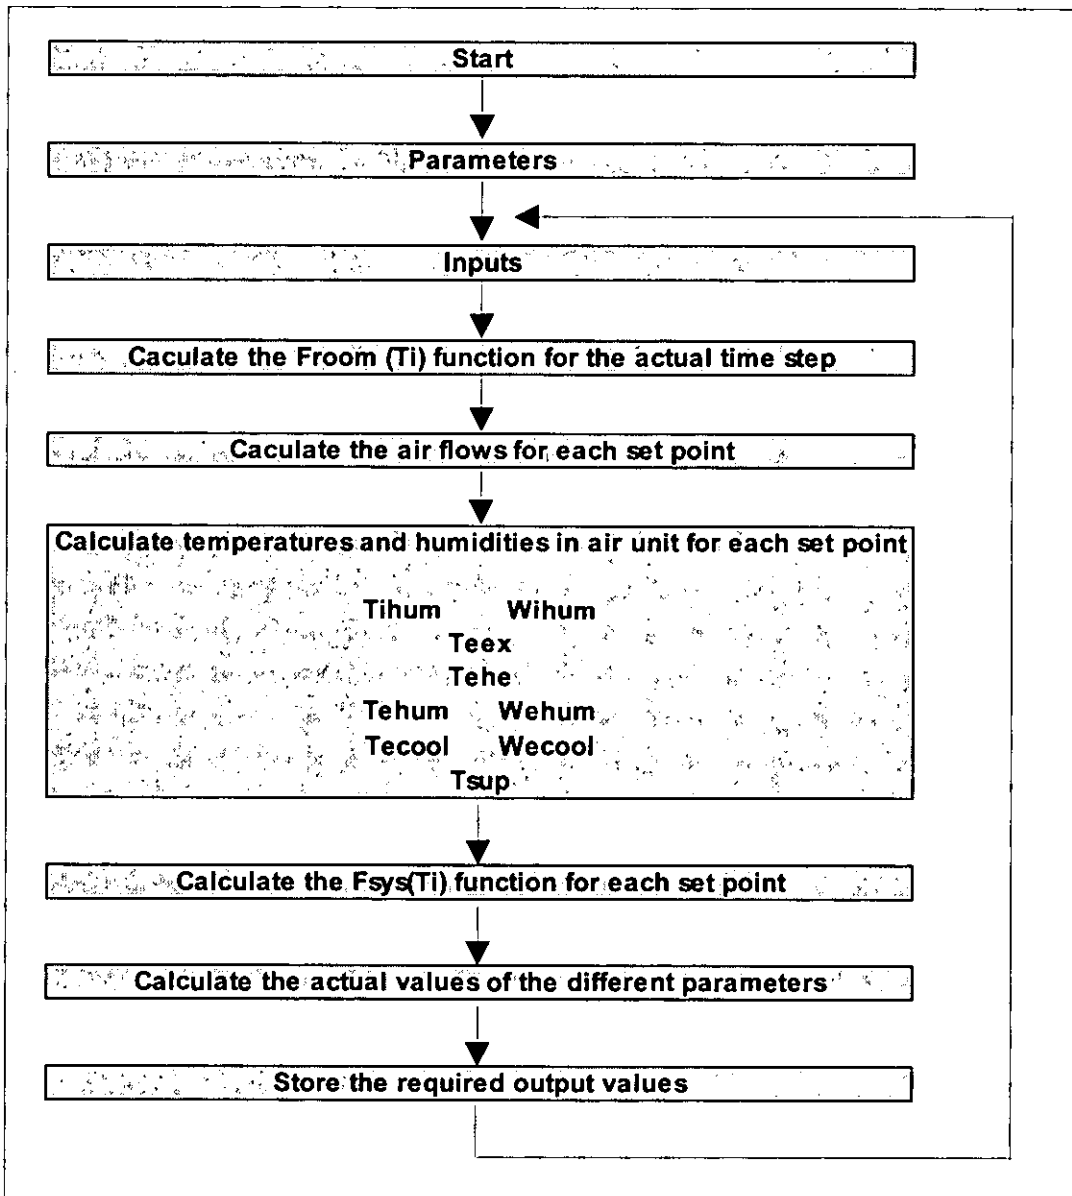 Start
Parameters
Inputs
Caculate the Froom (Ti) function for the actual time step
Caculate the air flows for each set point
Calculate temperatures and humidities in air unit for each set point
Tihum Wihum
Teex
Tehe
Tehum Wehum
Tecool Wecool
Tsup
Calculate the Fsys(Ti) function for each set point
Calculate the actual values of the different parameters
Store the required output values